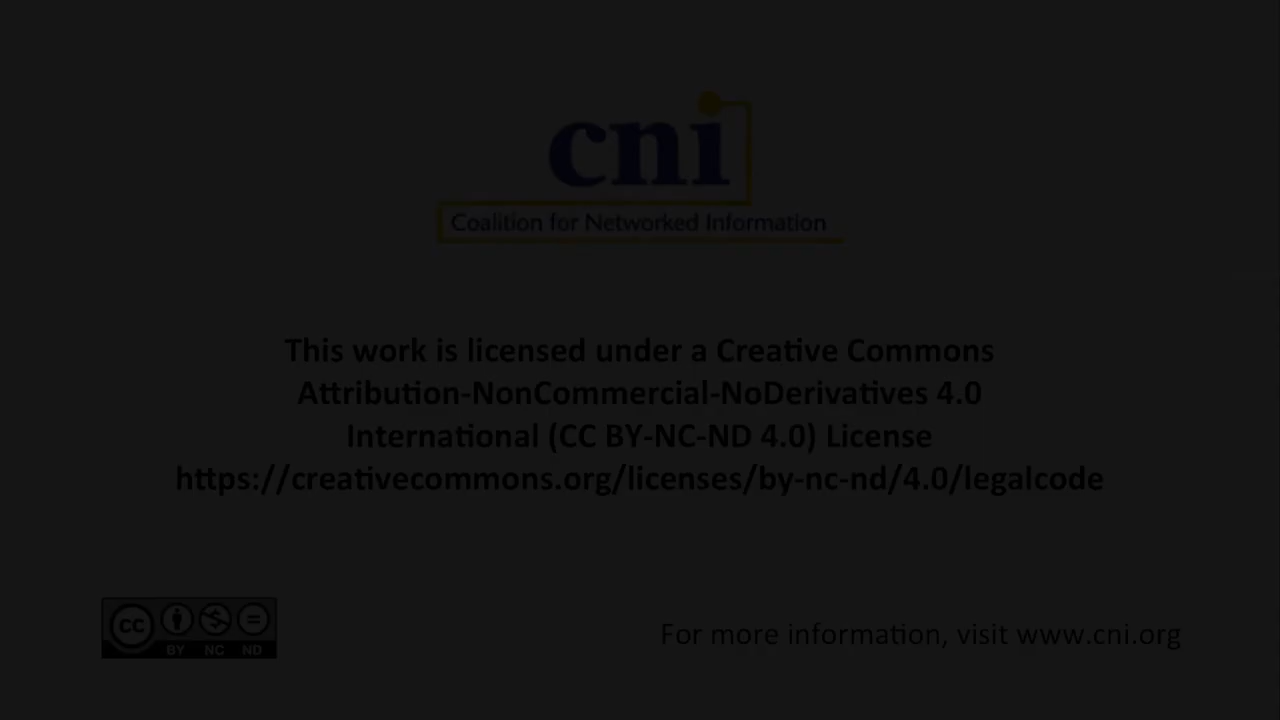 cni
Coalition for Networked Information
This work is licensed under a Creative Commons
Attribution-NonCommercial-NoDerivatives 4.0
International (CC BY-NC-ND 4.0) License
https://creativecommons.org/licenses/by-nc-nd/4.0/legalcode
cc
BY NC ND
For more information, visit www.cni.org